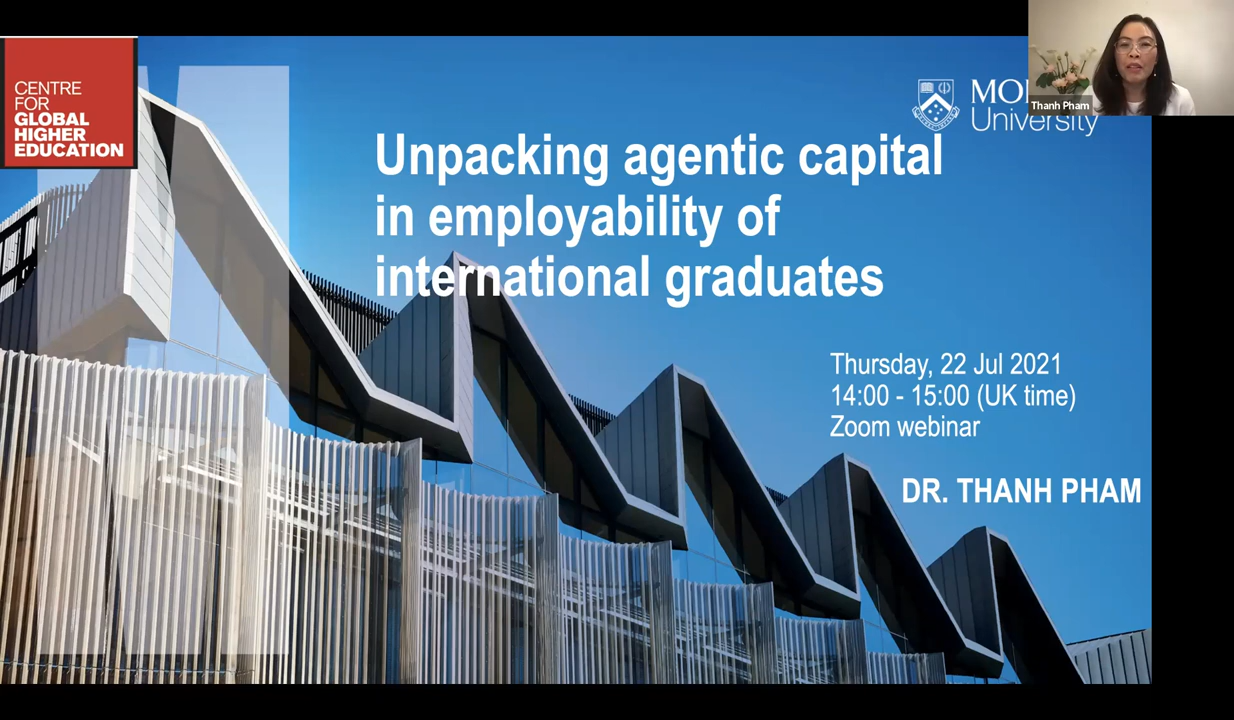 CENTRE
FOR
GLOBAL
HIGHER
EDUCATION
University
Thanh Pham
Unpacking agentic capital
in employability of
international graduates
Thursday, 22 Jul 2021
14:00 - 15:00 (UK time)
Zoom webinar
DR. THANH PHAM